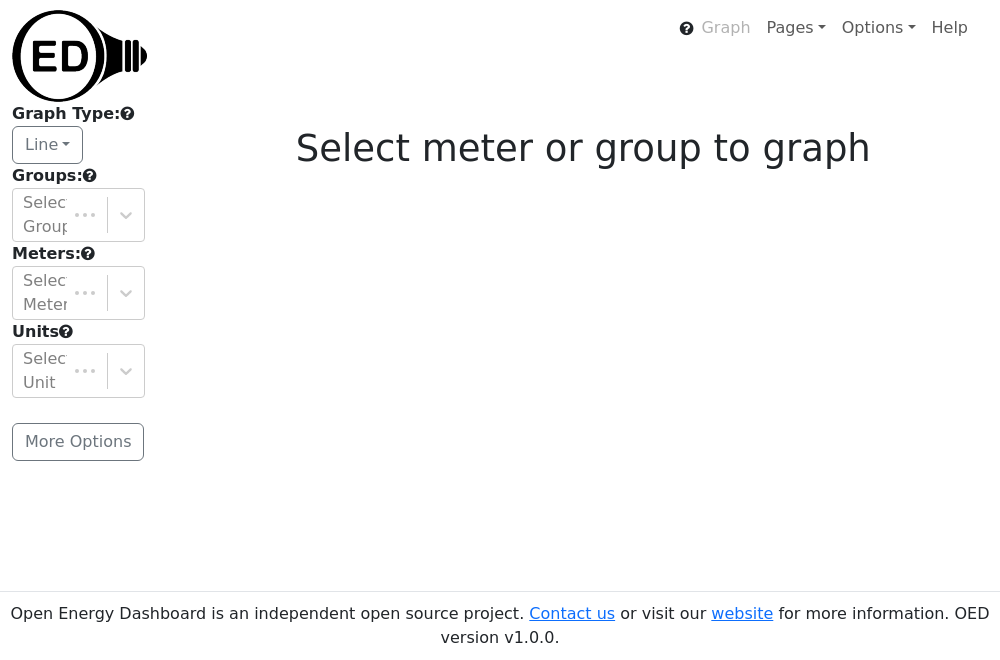 ED
Graph Pages Options Help
Graph Type:
Line
Select meter or group to graph
Groups:
Selec
Group
Meters:
Selec
Meter
Units
Selec
Unit
More Options
Open Energy Dashboard is an independent open source project. Contact us or visit our website for more information. OED
version v1.0.0.